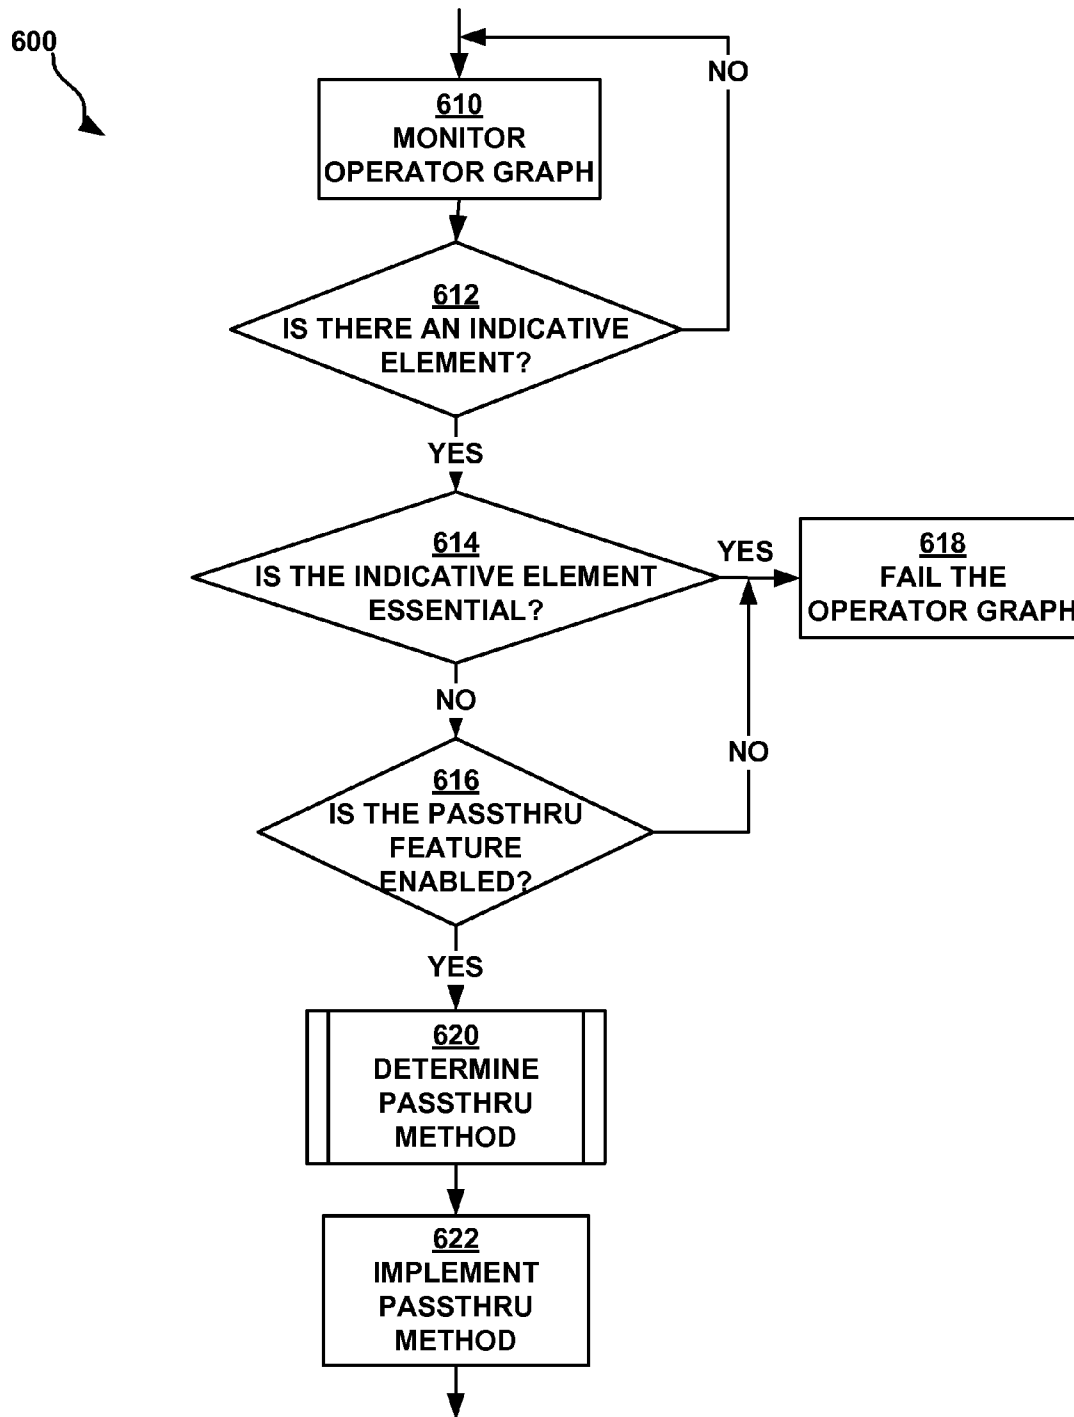 600
NO
610
MONITOR
OPERATOR GRAPH
612
IS THERE AN INDICATIVE
ELEMENT?
YES
614
IS THE INDICATIVE ELEMENT
ESSENTIAL?
YES
618
FAIL THE
OPERATOR GRAPH
NO
NO
616
IS THE PASSTHRU
FEATURE
ENABLED?
YES
620
DETERMINE
PASSTHRU
METHOD
622
IMPLEMENT
PASSTHRU
METHOD